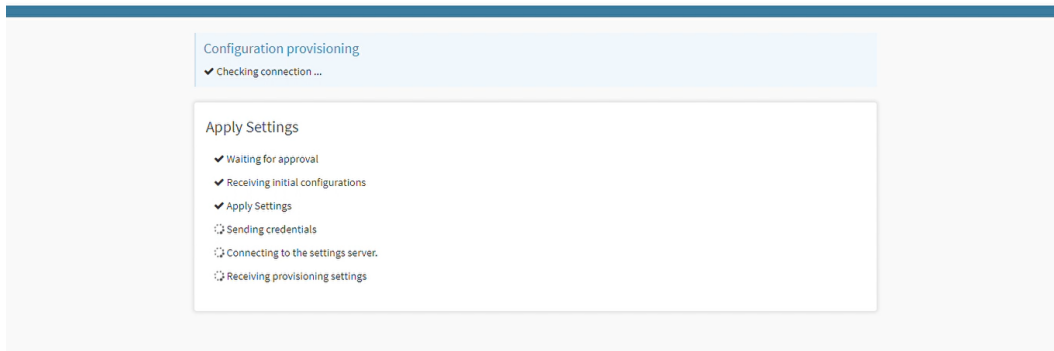 Configuration provisioning
Checking connection ...
Apply Settings
Waiting for approval
Receiving initial configurations
Apply Settings
Sending credentials
Connecting to the settings server.
Receiving provisioning settings